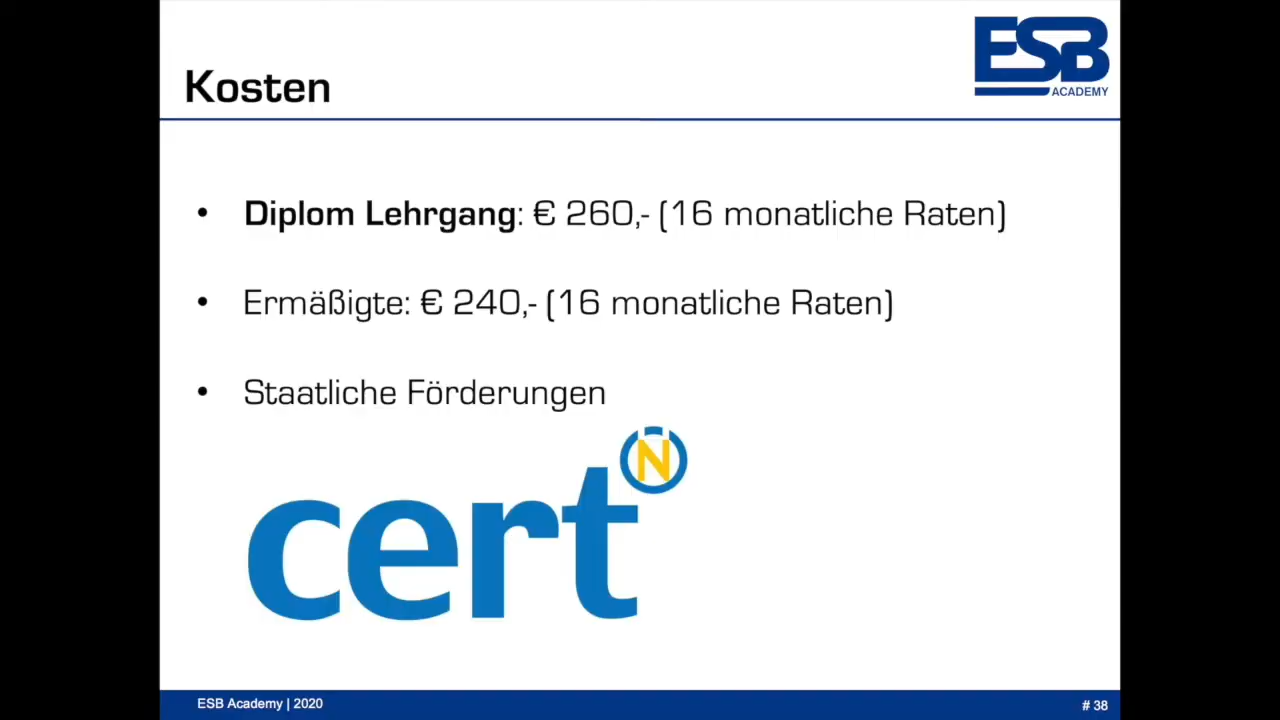 ESB
ACADEMY
Kosten
• Diplom Lehrgang: € 260,- (16 monatliche Raten)
• Ermäßigte: € 240,- (16 monatliche Raten)
• Staatliche Förderungen
cert
N
ESB Academy | 2020
# 38